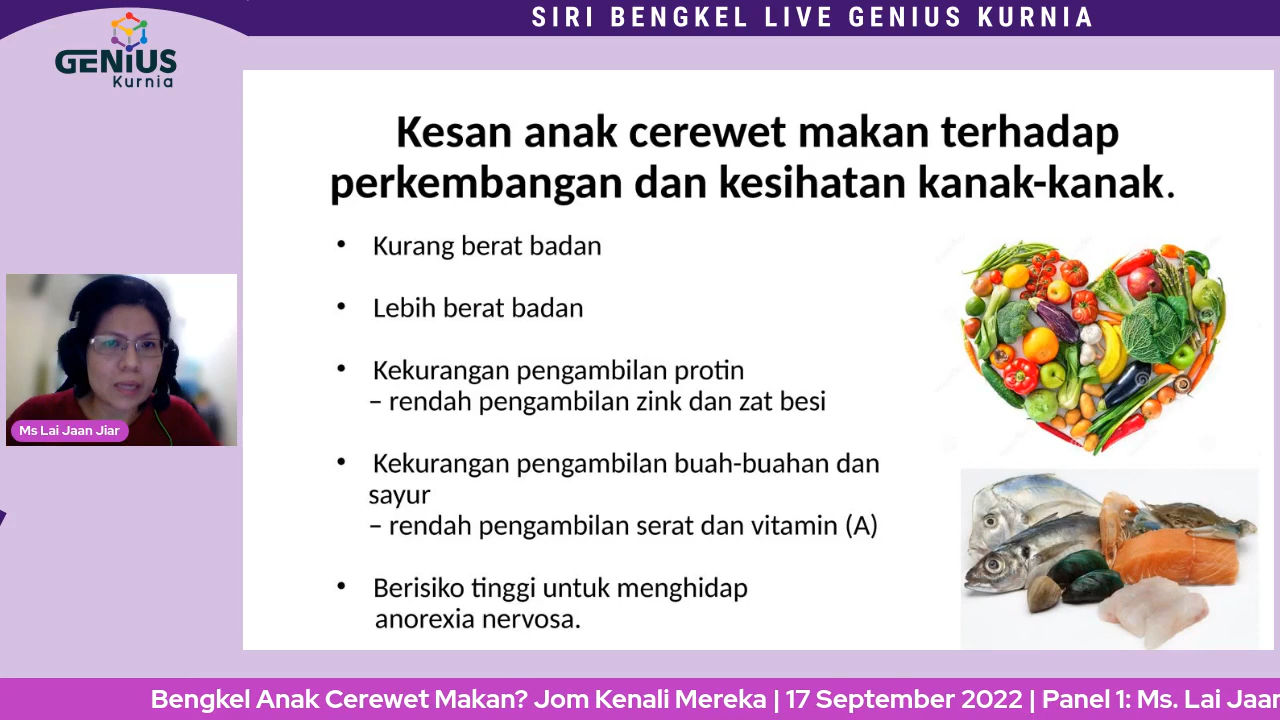 SIRI BENGKEL LIVE GENIUS KURNIA
GENIUS
Kurnia
Kesan anak cerewet makan terhadap
perkembangan dan kesihatan kanak-kanak.
• Kurang berat badan
• Lebih berat badan
• Kekurangan pengambilan protin
– rendah pengambilan zink dan zat besi
• Kekurangan pengambilan buah-buahan dan
sayur
– rendah pengambilan serat dan vitamin (A)
• Berisiko tinggi untuk menghidap
anorexia nervosa.
Ms Lai Jaan Jiar
Bengkel Anak Cerewet Makan? Jom Kenali Mereka | 17 September 2022 | Panel 1: Ms. Lai Jaan